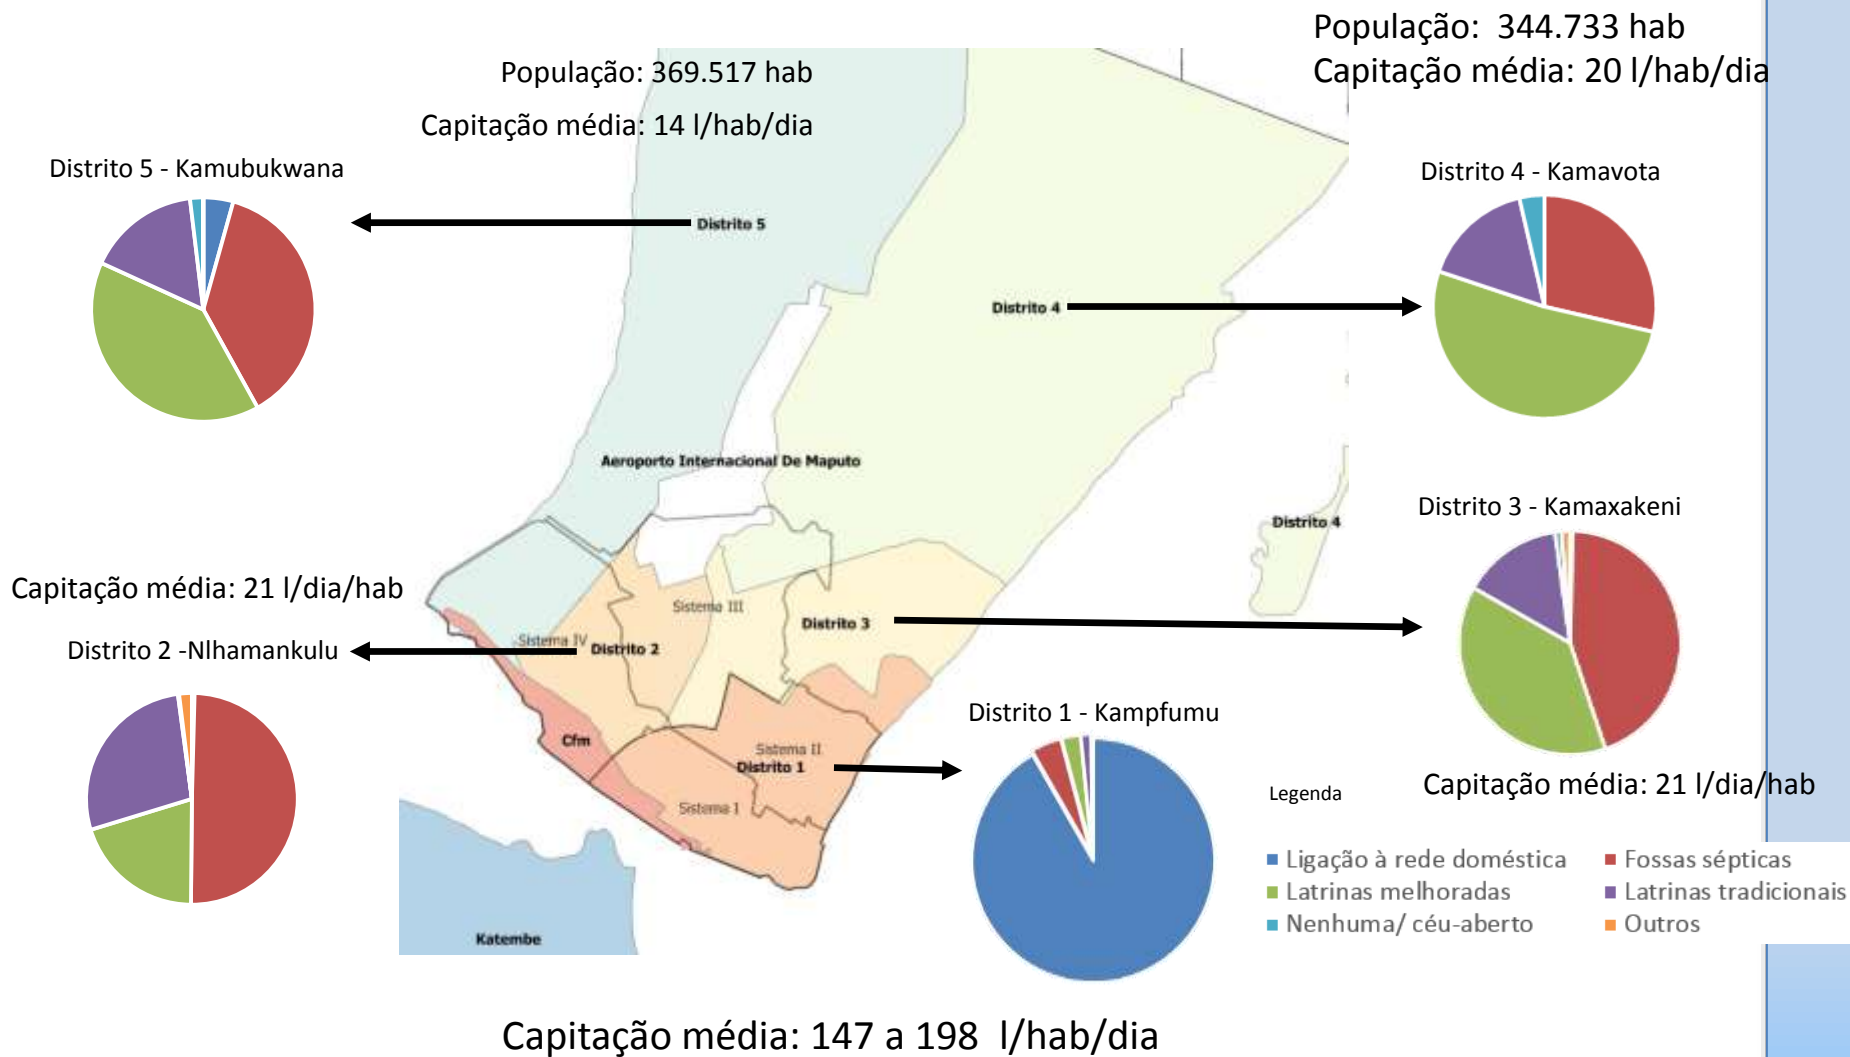 População: 344.733 hab
Capitação média: 20 l/hab/dia
População: 369.517 hab
Capitação média: 14 l/hab/dia
Distrito 5 - Kamubukwana
Distrito 4 - Kamavota
Distrito 5
Distrito 4
Aeroporto Internacional De Maputo
Distrito 3 - Kamaxakeni
Distrito 4
Capitação média: 21 l/dia/hab
Sistema III
Distrito 3
Sistema IV
Distrito 2
Distrito 2 -Nlhamankulu
Distrito 1 - Kampfumu
Cfm
Sistema II
Distrito 1
Sistema I
Capitação média: 21 l/dia/hab
Legenda
Ligação à rede doméstica
Fossas sépticas
Latrinas melhoradas
Latrinas tradicionais
Nenhuma/ céu-aberto
Outros
Katembe
Capitação média: 147 a 198 l/hab/dia